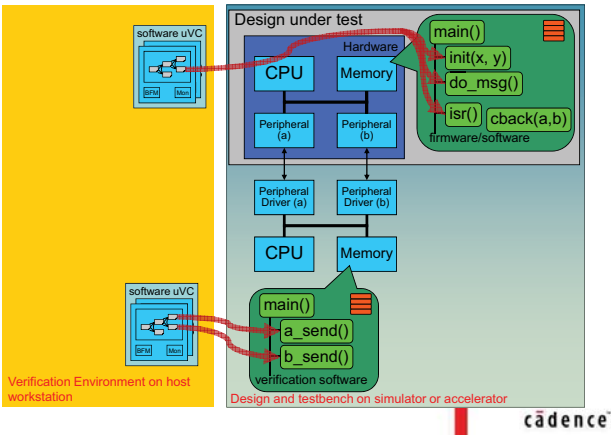 Design under test
software uVC
BFM
Mon
Hardware
CPU
Memory
Peripheral
(a)
Peripheral
(b)
main()
init(x, y)
do_msg()
isr()
cback(a,b)
firmware/software
Peripheral
Driver (a)
Peripheral
Driver (b)
CPU
Memory
software uVC
BFM
Mon
main()
a_send()
b_send()
verification software
Verification Environment on host
workstation
Design and testbench on simulator or accelerator
cādence™